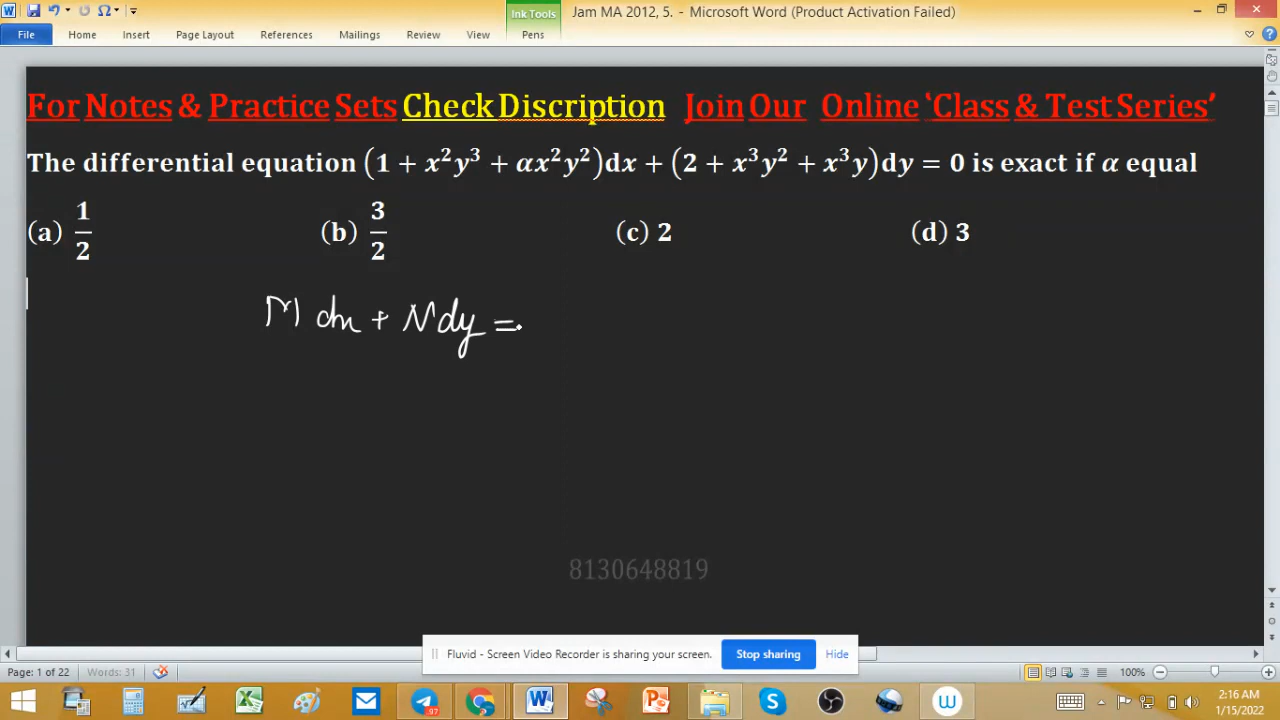 Ink Tools
Jam MA 2012, 5. - Microsoft Word (Product Activation Failed)
File Home Insert Page Layout References Mailings Review View Pens
For Notes & Practice Sets Check Discription Join Our Online ‘Class & Test Series’
The differential equation (1 + x²y³ + αx²y²)dx + (2 + x³y² + x³y)dy = 0 is exact if α equal
(a) 1/2 (b) 3/2 (c) 2 (d) 3
M dx + N dy =
8130648819
Fluvid - Screen Video Recorder is sharing your screen. Stop sharing Hide
Page: 1 of 22 Words: 31 100%
97
2:16 AM
1/15/2022